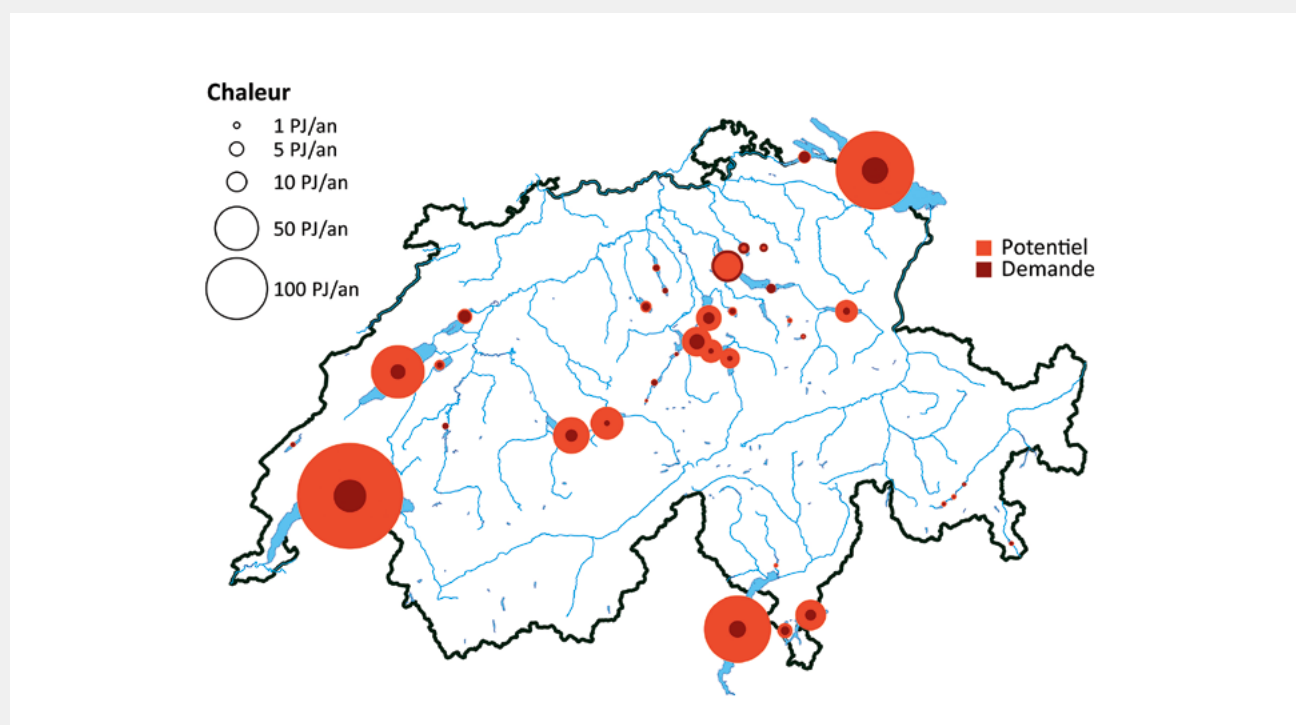 Chaleur
1 PJ/an
5 PJ/an
10 PJ/an
50 PJ/an
100 PJ/an
Potentiel
Demande